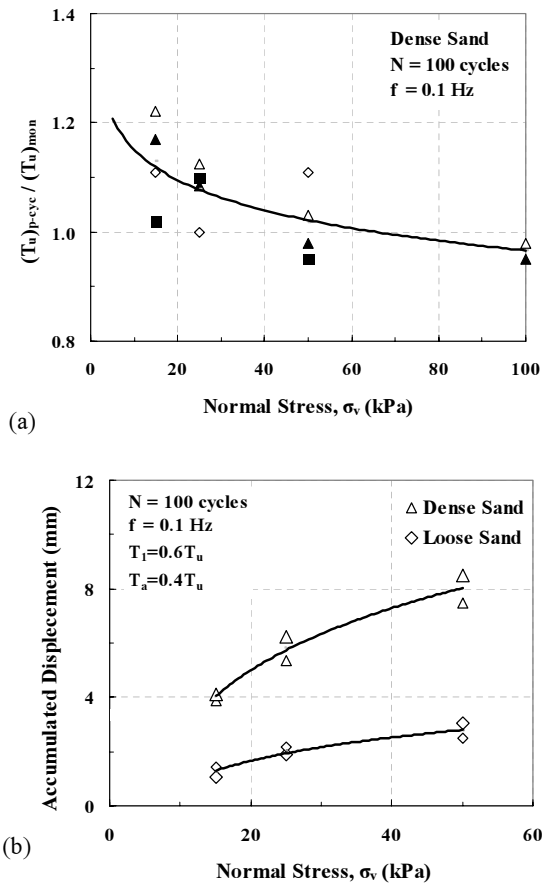 1.4
1.2
1.0
0.8
(Tu)p-cyc / (Tu)mon
Dense Sand
N = 100 cycles
f = 0.1 Hz
0 20 40 60 80 100
Normal Stress, σv (kPa)
(a)
12
8
4
0
Accumulated Displecement (mm)
N = 100 cycles
f = 0.1 Hz
T1=0.6Tu
Ta=0.4Tu
Dense Sand
Loose Sand
0 20 40 60
Normal Stress, σv (kPa)
(b)